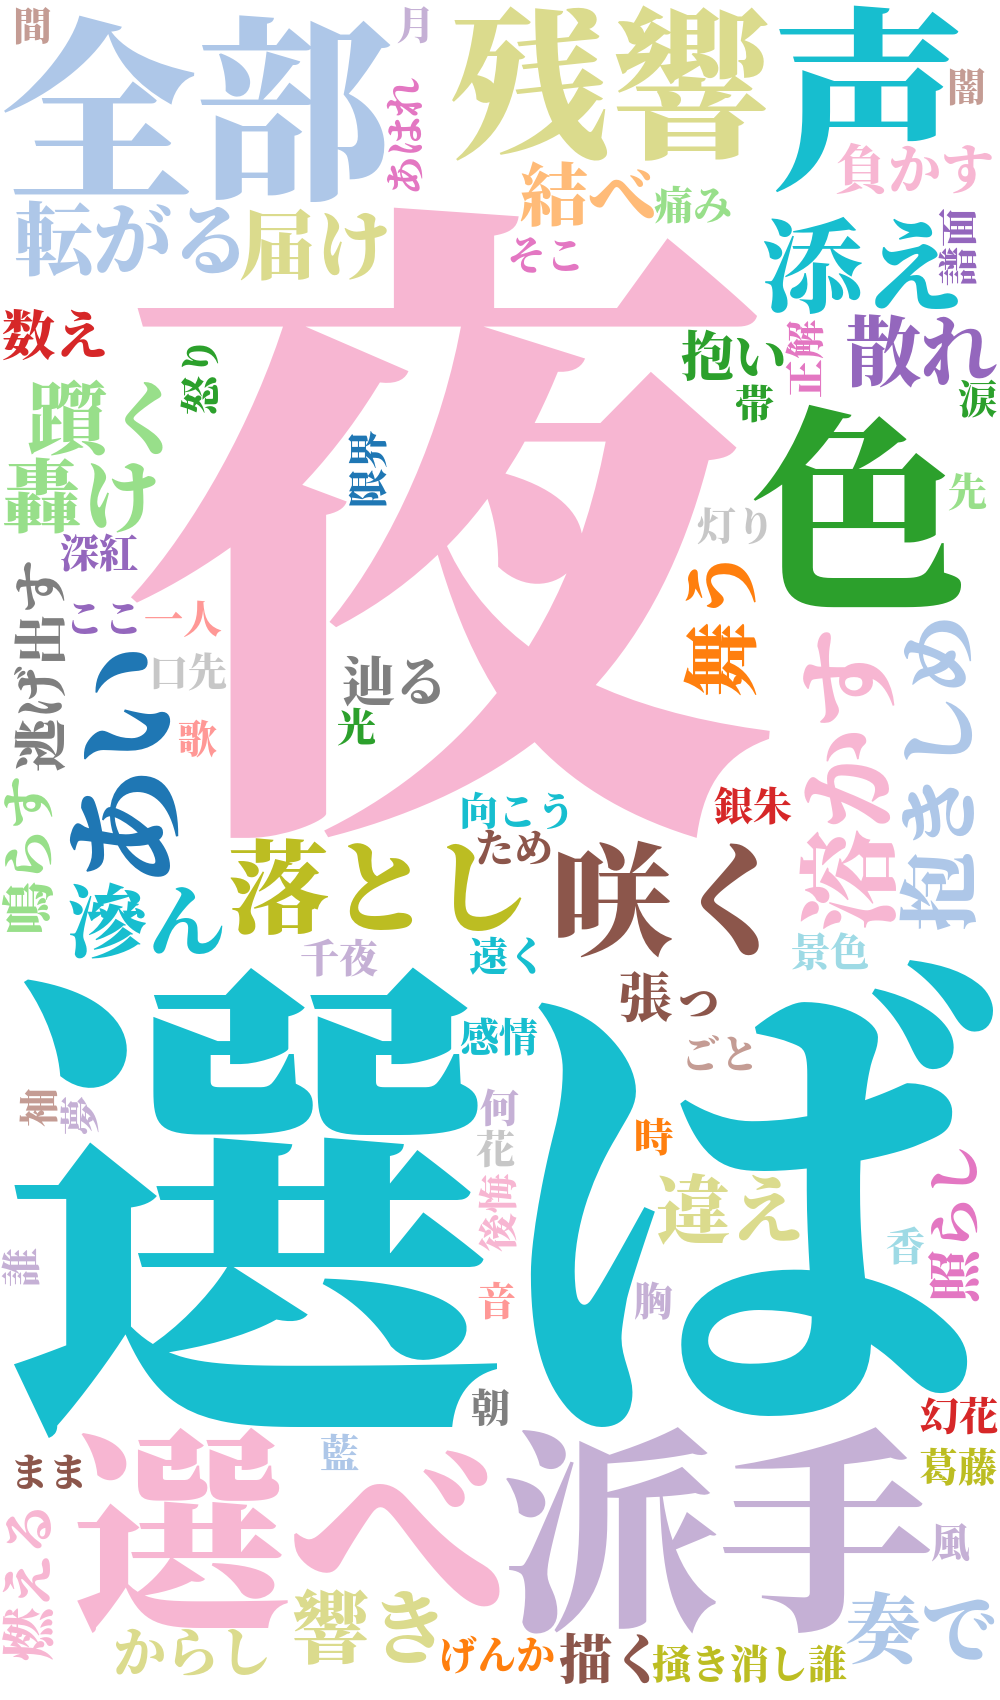 間
全部
月
残響
声
闇
あはれ
負かす
結べ
痛み
転がる
届け
そこ
添え
譜面
夜
数え
怒り
抱い
正解
散れ
帯
涙
躓く
限界
色
轟け
灯り
先
深紅
逃げ出す
ここ
一人
舞う
口先
辿る
溶かす
抱きしめ
あい
歌
光
鳴らす
向こう
銀朱
ため
落とし
咲く
滲ん
千夜
遠く
景色
選ば
張っ
感情
ごと
袖
夢
何
花
時
後悔
違え
照らし
誰
香
音
胸
朝
幻花
まま
藍
選べ
派手
葛藤
燃える
風
響き
奏で
からし
げんか
描く
掻き消し誰